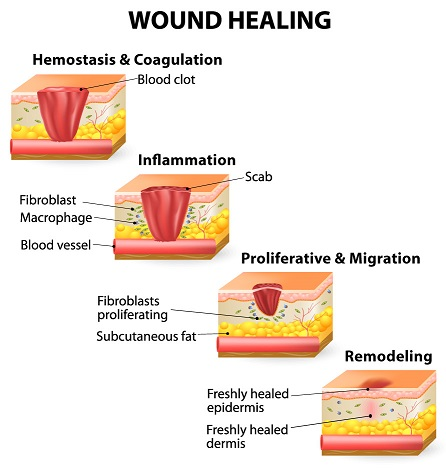 WOUND HEALING
Hemostasis & Coagulation
Blood clot
Inflammation
Scab
Fibroblast
Macrophage
Blood vessel
Proliferative & Migration
Fibroblasts
proliferating
Subcutaneous fat
Remodeling
Freshly healed
epidermis
Freshly healed
dermis